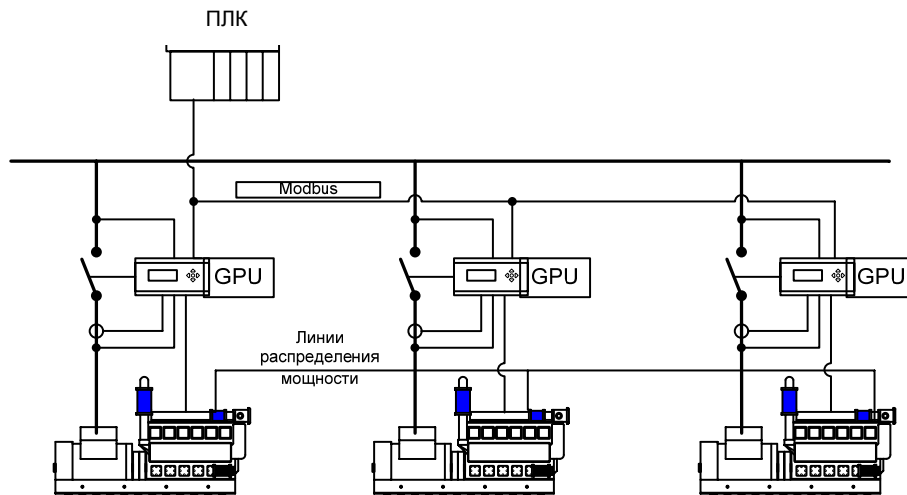 ПЛК
Modbus
GPU
GPU
GPU
Линии
распределения
мощности